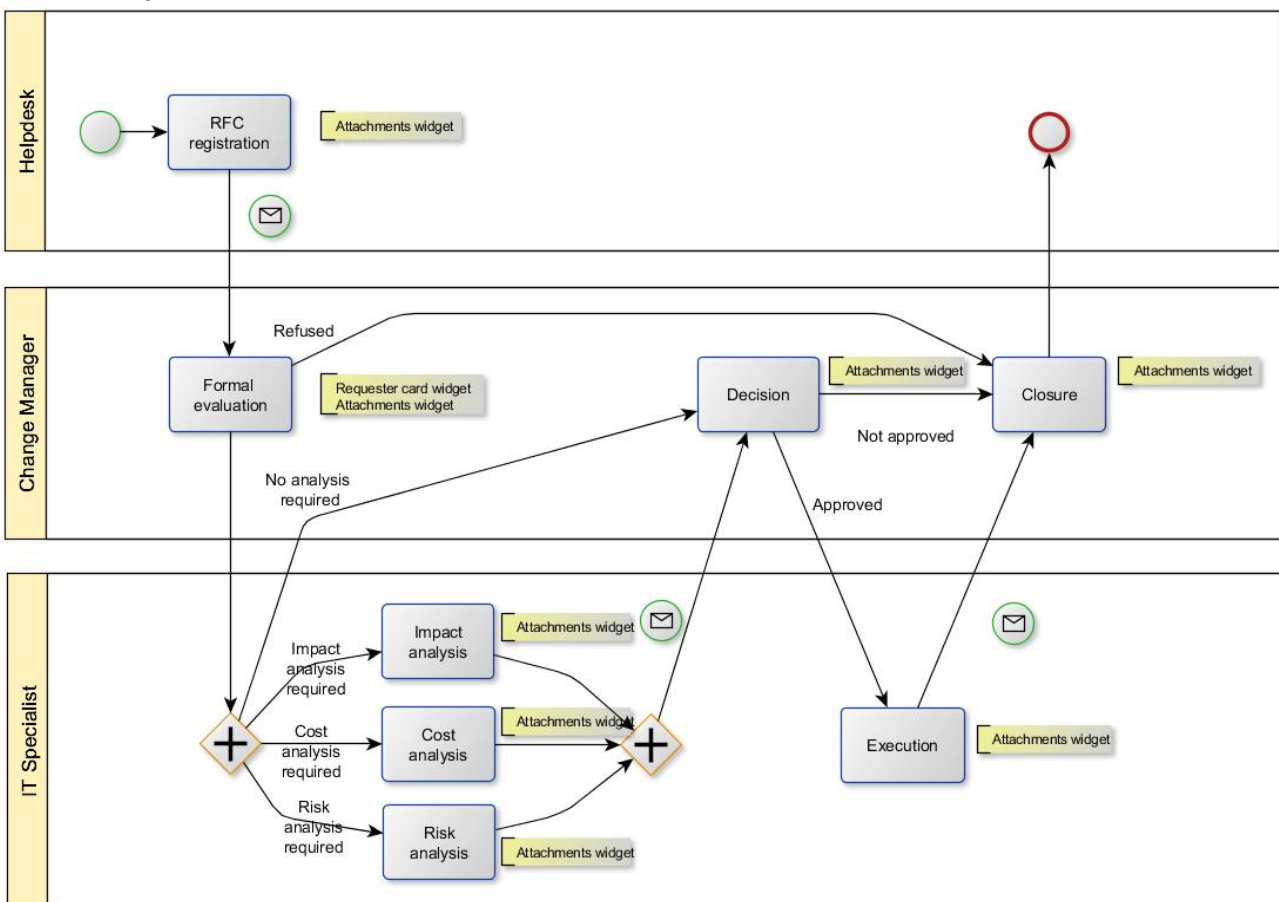 Helpdesk
RFC
registration
Attachments widget
Change Manager
Refused
Formal
evaluation
Requester card widget
Attachments widget
Decision
Attachments widget
Closure
Attachments widget
Not approved
No analysis
required
Approved
IT Specialist
Impact
analysis
required
Impact
analysis
Attachments widget
Cost
analysis
required
Cost
analysis
Attachments widget
Risk
analysis
required
Risk
analysis
Attachments widget
Execution
Attachments widget